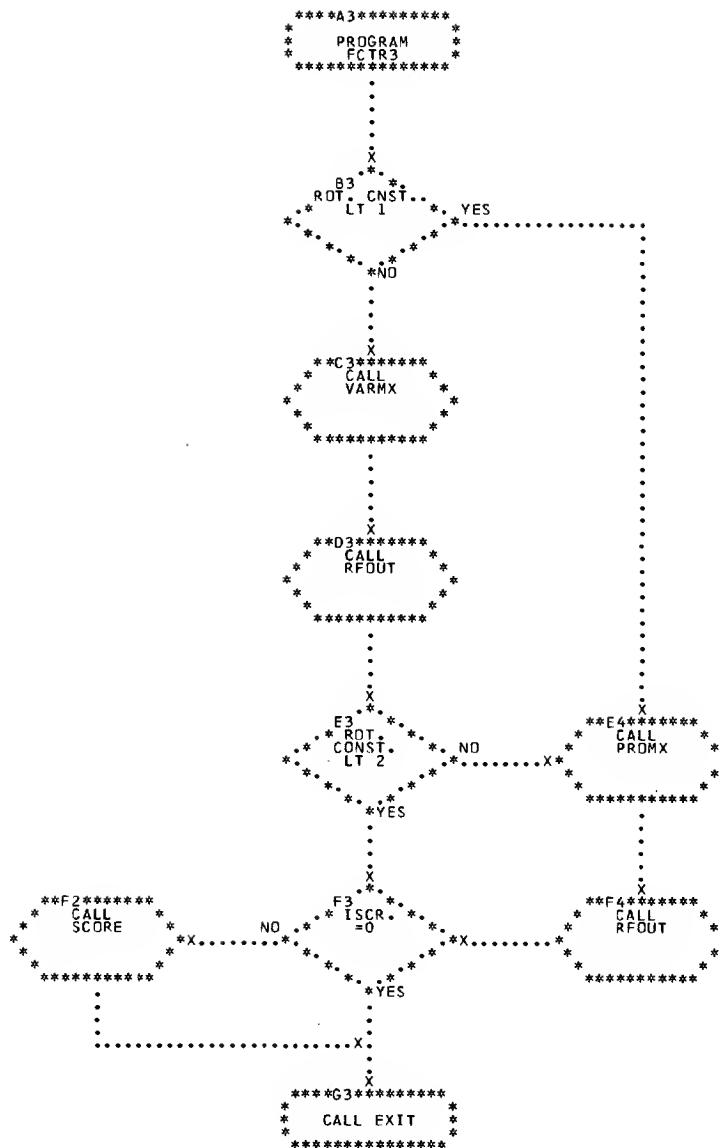 A3
PROGRAM
FCTR3
B3
ROT. CNST.
LT 1
YES
NO
C3
CALL
VARMX
D3
CALL
RFOUT
E3
ROT.
CONST.
LT 2
NO
YES
E4
CALL
PROMX
F2
CALL
SCORE
NO
F3
ISCR.
=0
YES
F4
CALL
RFOUT
G3
CALL EXIT